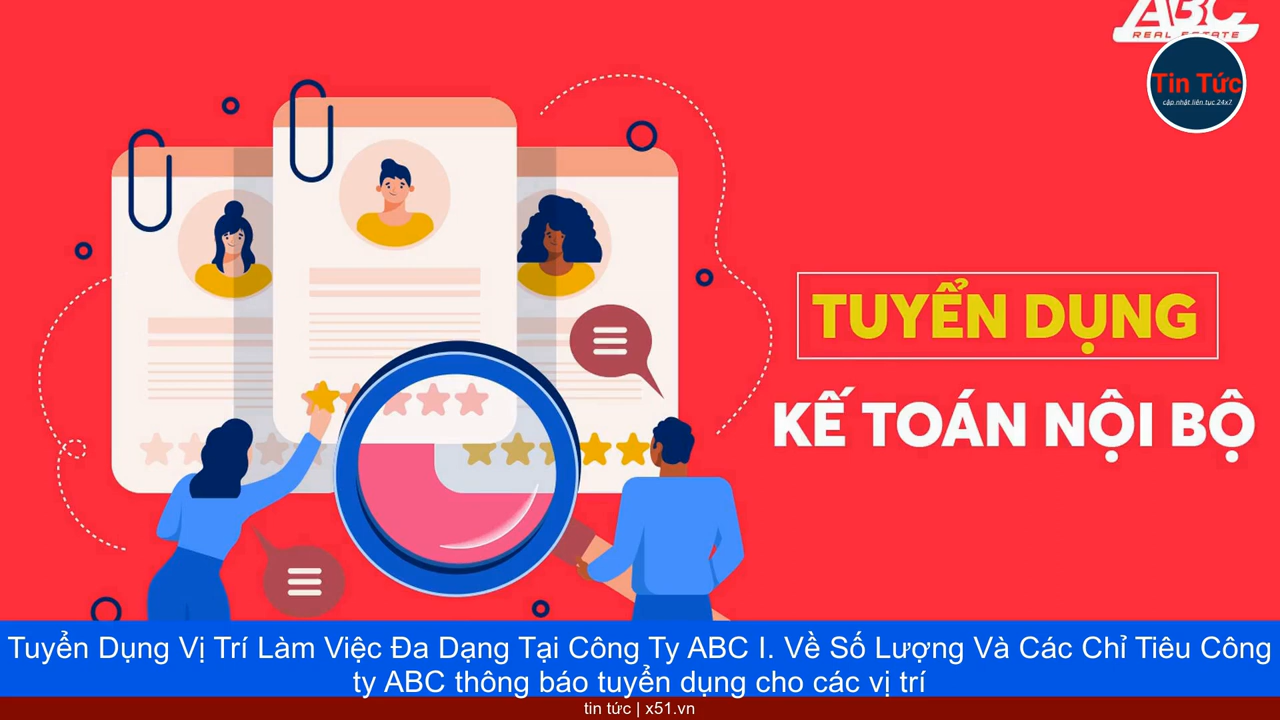 ABC
REAL ESTATE
Tin Tức
cập nhật liên tục 24x7
TUYỂN DỤNG
KẾ TOÁN NỘI BỘ
Tuyển Dụng Vị Trí Làm Việc Đa Dạng Tại Công Ty ABC I. Về Số Lượng Và Các Chỉ Tiêu Công
ty ABC thông báo tuyển dụng cho các vị trí
tin tức | x51.vn